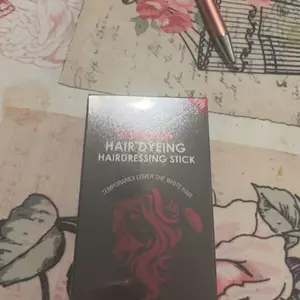 HAIR DYEING
HAIRDRESSING STICK
TEMPORARILY COVER THE WHITE HAIR